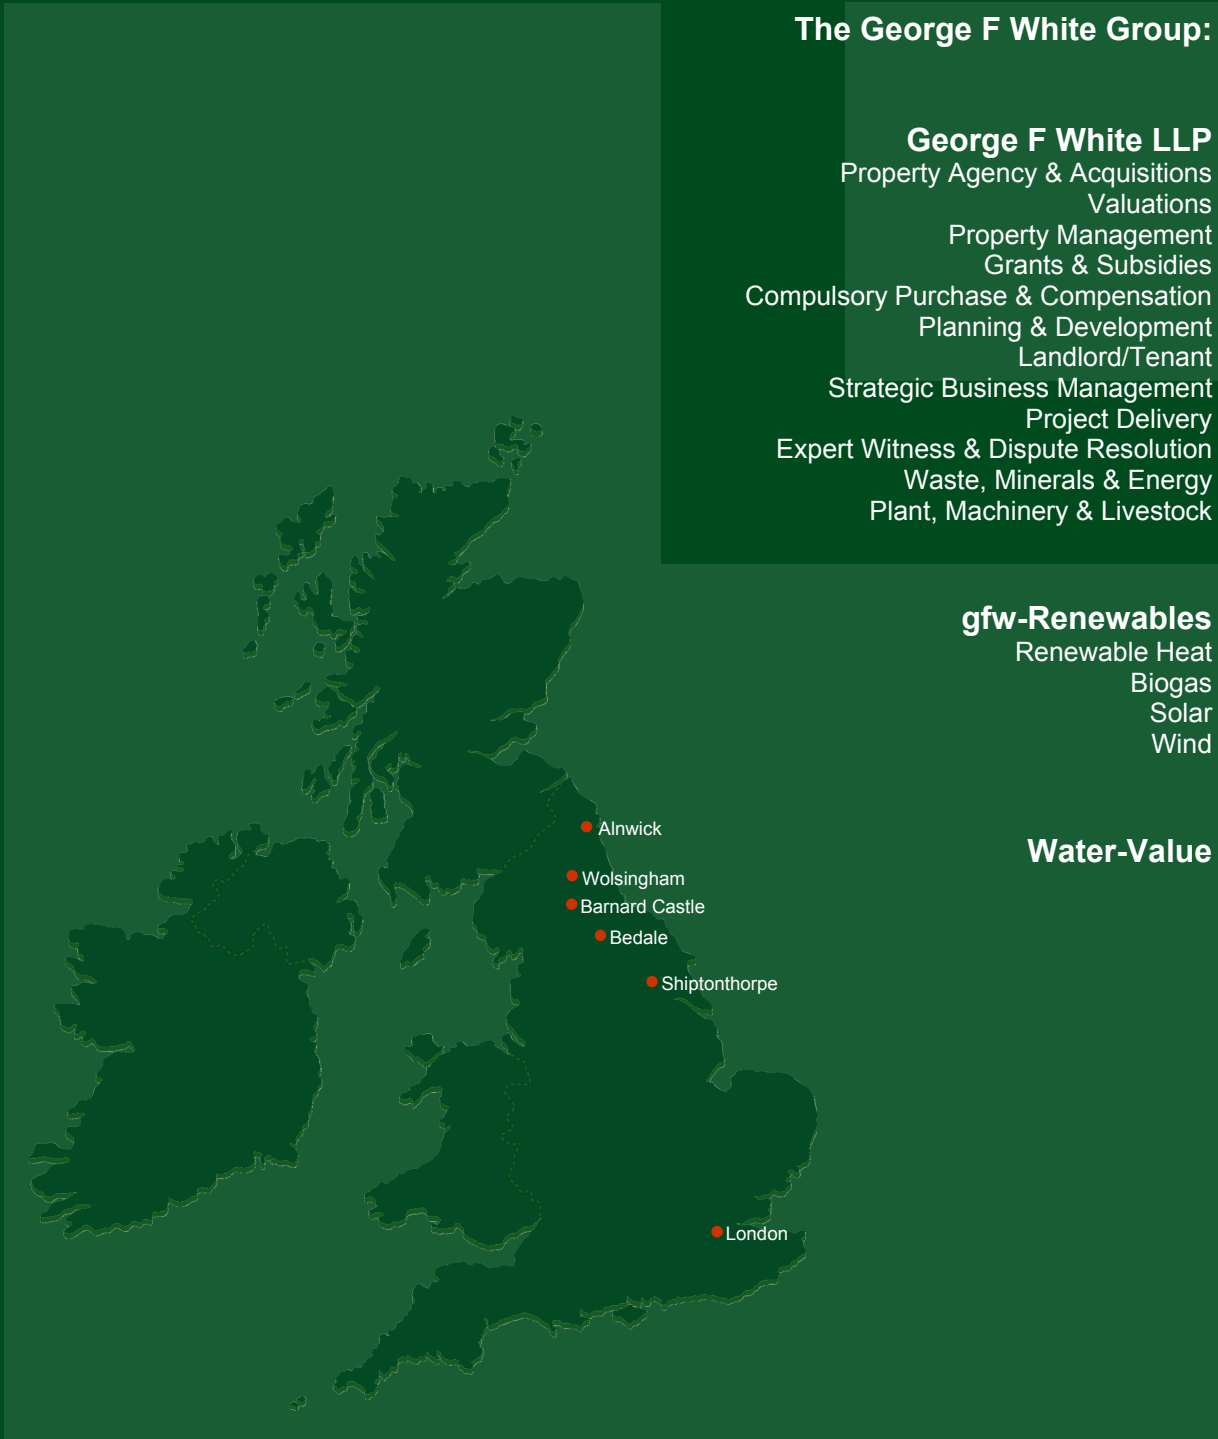 The George F White Group:
George F White LLP
Property Agency & Acquisitions
Valuations
Property Management
Grants & Subsidies
Compulsory Purchase & Compensation
Planning & Development
Landlord/Tenant
Strategic Business Management
Project Delivery
Expert Witness & Dispute Resolution
Waste, Minerals & Energy
Plant, Machinery & Livestock
gfw-Renewables
Renewable Heat
Biogas
Solar
Wind
Water-Value
Alnwick
Wolsingham
Barnard Castle
Bedale
Shiptonthorpe
London